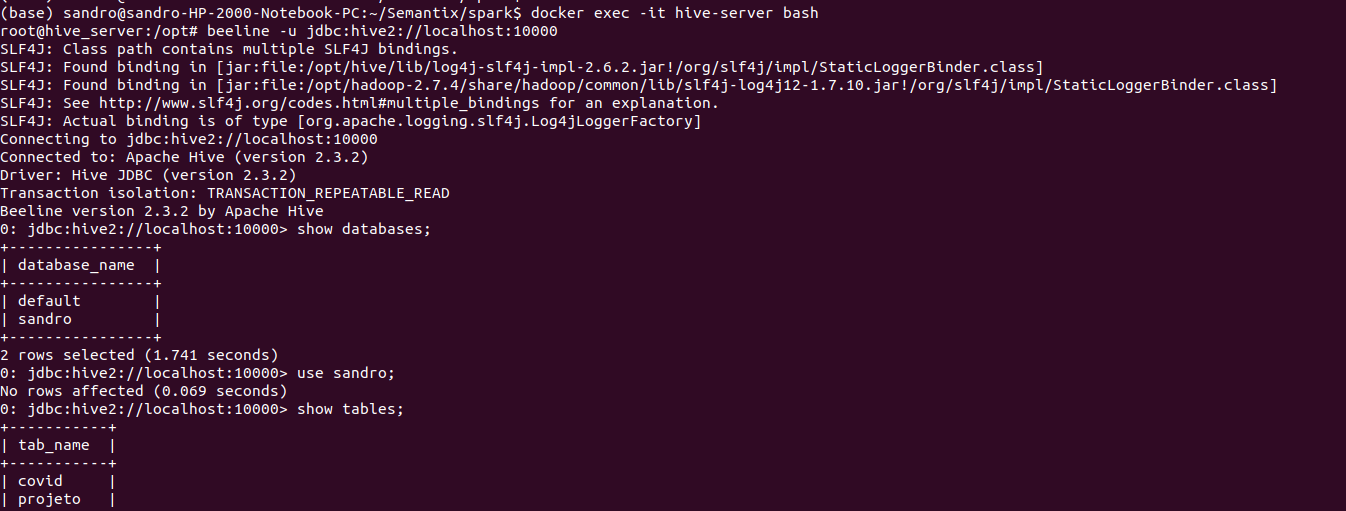 (base) sandro@sandro-HP-2000-Notebook-PC:~/Semantix/spark$ docker exec -it hive-server bash
root@hive_server:/opt# beeline -u jdbc:hive2://localhost:10000
SLF4J: Class path contains multiple SLF4J bindings.
SLF4J: Found binding in [jar:file:/opt/hive/lib/log4j-slf4j-impl-2.6.2.jar!/org/slf4j/impl/StaticLoggerBinder.class]
SLF4J: Found binding in [jar:file:/opt/hadoop-2.7.4/share/hadoop/common/lib/slf4j-log4j12-1.7.10.jar!/org/slf4j/impl/StaticLoggerBinder.class]
SLF4J: See http://www.slf4j.org/codes.html#multiple_bindings for an explanation.
SLF4J: Actual binding is of type [org.apache.logging.slf4j.Log4jLoggerFactory]
Connecting to jdbc:hive2://localhost:10000
Connected to: Apache Hive (version 2.3.2)
Driver: Hive JDBC (version 2.3.2)
Transaction isolation: TRANSACTION_REPEATABLE_READ
Beeline version 2.3.2 by Apache Hive
0: jdbc:hive2://localhost:10000> show databases;
+----------------+
| database_name  |
+----------------+
| default        |
| sandro         |
+----------------+
2 rows selected (1.741 seconds)
0: jdbc:hive2://localhost:10000> use sandro;
No rows affected (0.069 seconds)
0: jdbc:hive2://localhost:10000> show tables;
+-----------+
| tab_name  |
+-----------+
| covid     |
| projeto   |